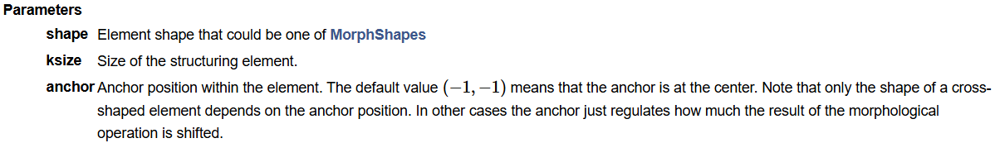 Parameters
shape Element shape that could be one of MorphShapes
ksize Size of the structuring element.
anchor Anchor position within the element. The default value (−1, −1) means that the anchor is at the center. Note that only the shape of a cross-
shaped element depends on the anchor position. In other cases the anchor just regulates how much the result of the morphological
operation is shifted.